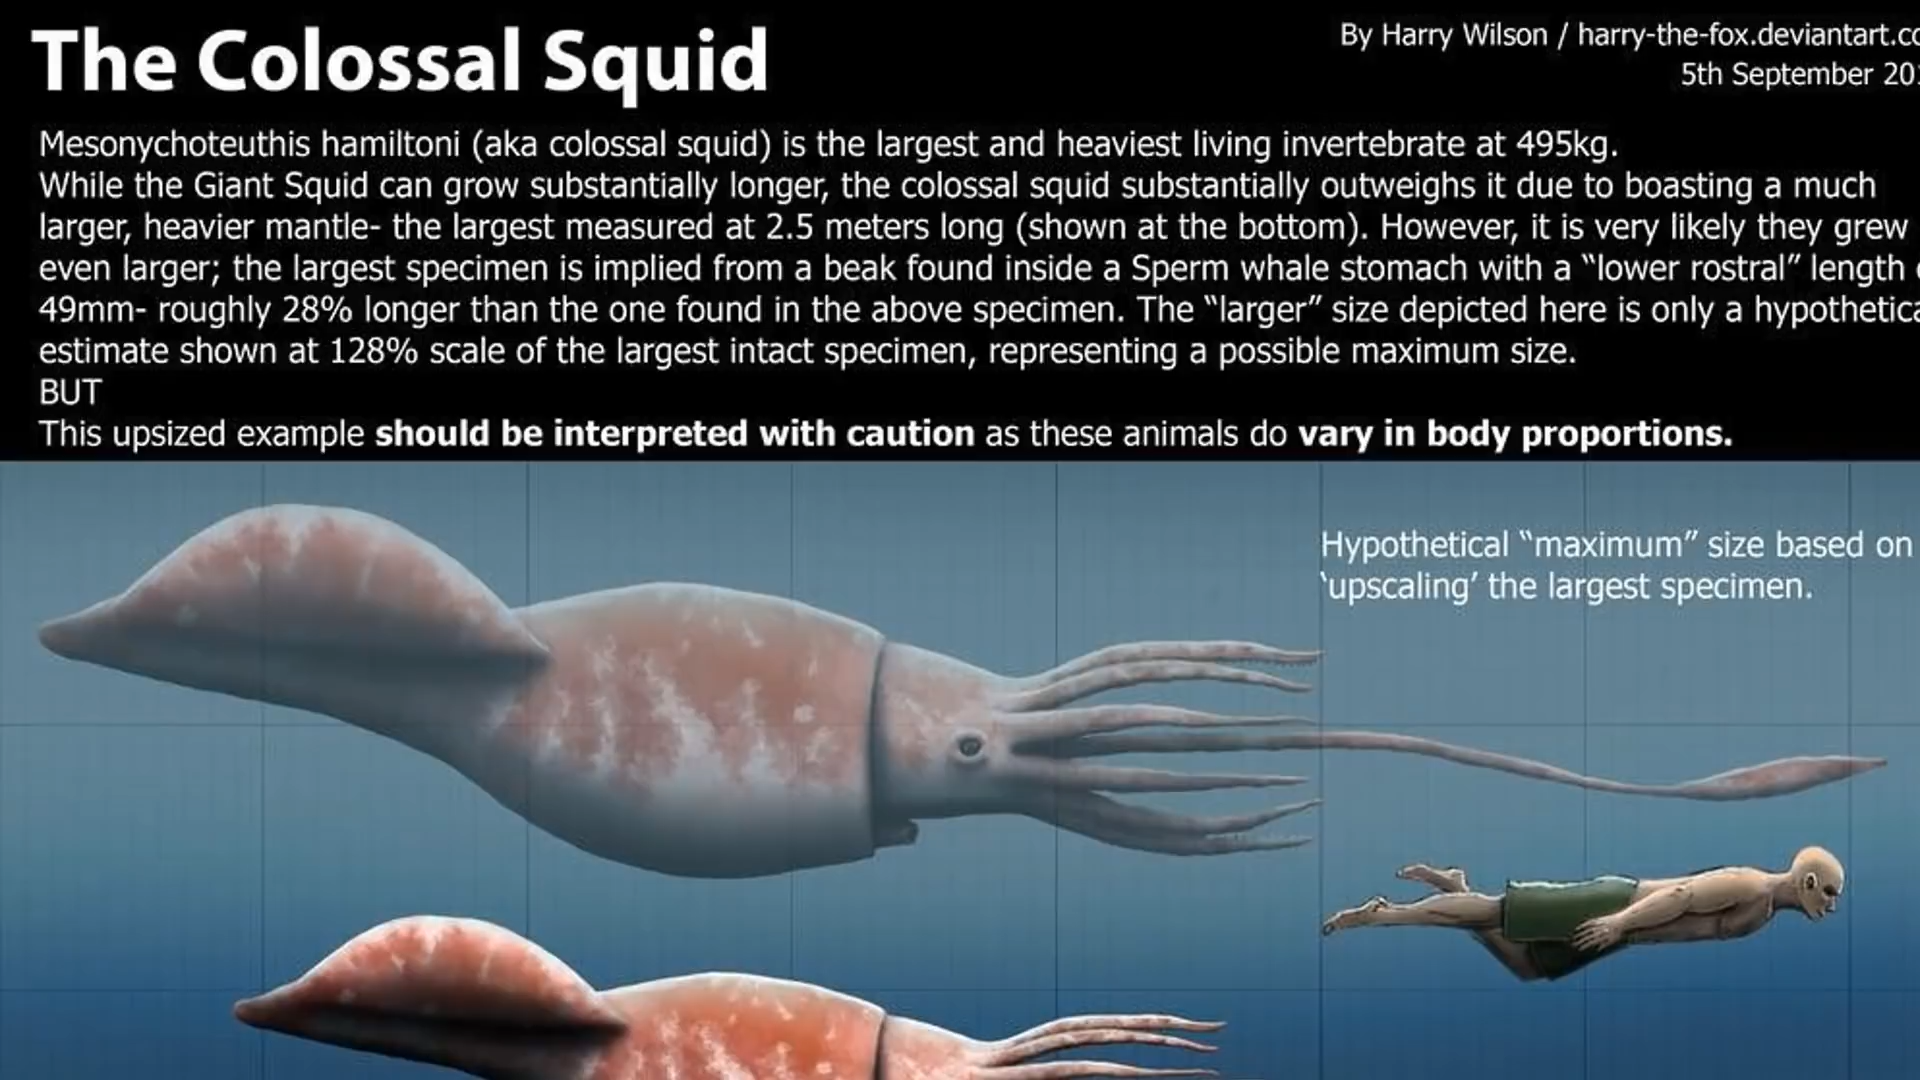 The Colossal Squid
By Harry Wilson / harry-the-fox.deviantart.co
5th September 20
Mesonychoteuthis hamiltoni (aka colossal squid) is the largest and heaviest living invertebrate at 495kg.
While the Giant Squid can grow substantially longer, the colossal squid substantially outweighs it due to boasting a much
larger, heavier mantle- the largest measured at 2.5 meters long (shown at the bottom). However, it is very likely they grew
even larger; the largest specimen is implied from a beak found inside a Sperm whale stomach with a “lower rostral” length
49mm- roughly 28% longer than the one found in the above specimen. The “larger” size depicted here is only a hypothetica
estimate shown at 128% scale of the largest intact specimen, representing a possible maximum size.
BUT
This upsized example should be interpreted with caution as these animals do vary in body proportions.
Hypothetical “maximum” size based on
‘upscaling’ the largest specimen.